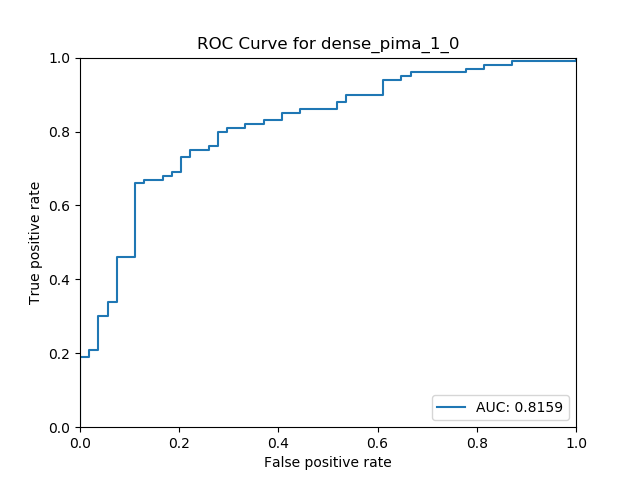 ROC Curve for dense_pima_1_0
1.0
0.8
0.6
0.4
0.2
0.0
True positive rate
AUC: 0.8159
0.0 0.2 0.4 0.6 0.8 1.0
False positive rate